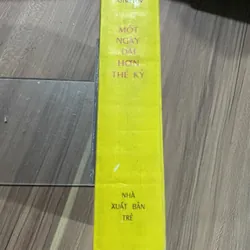 MỘT
NGÀY
DÀI
HƠN
THẾ KỶ
NHÀ
XUẤT BẢN
TRẺ